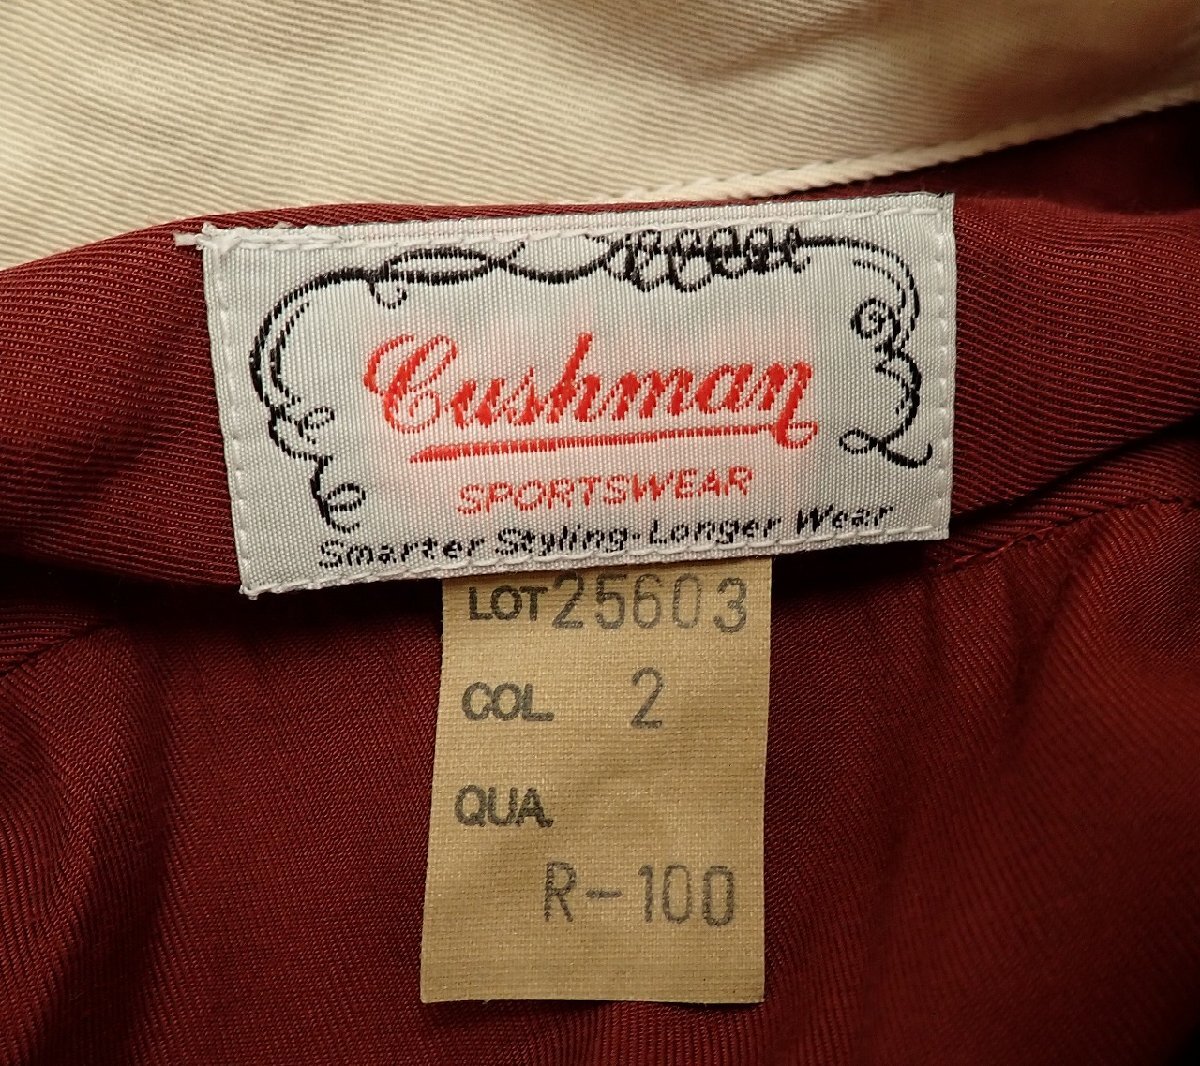 Cushman
SPORTSWEAR
Smarter Styling-Longer Wear
LOT 25603
COL. 2
QUA.
R-100